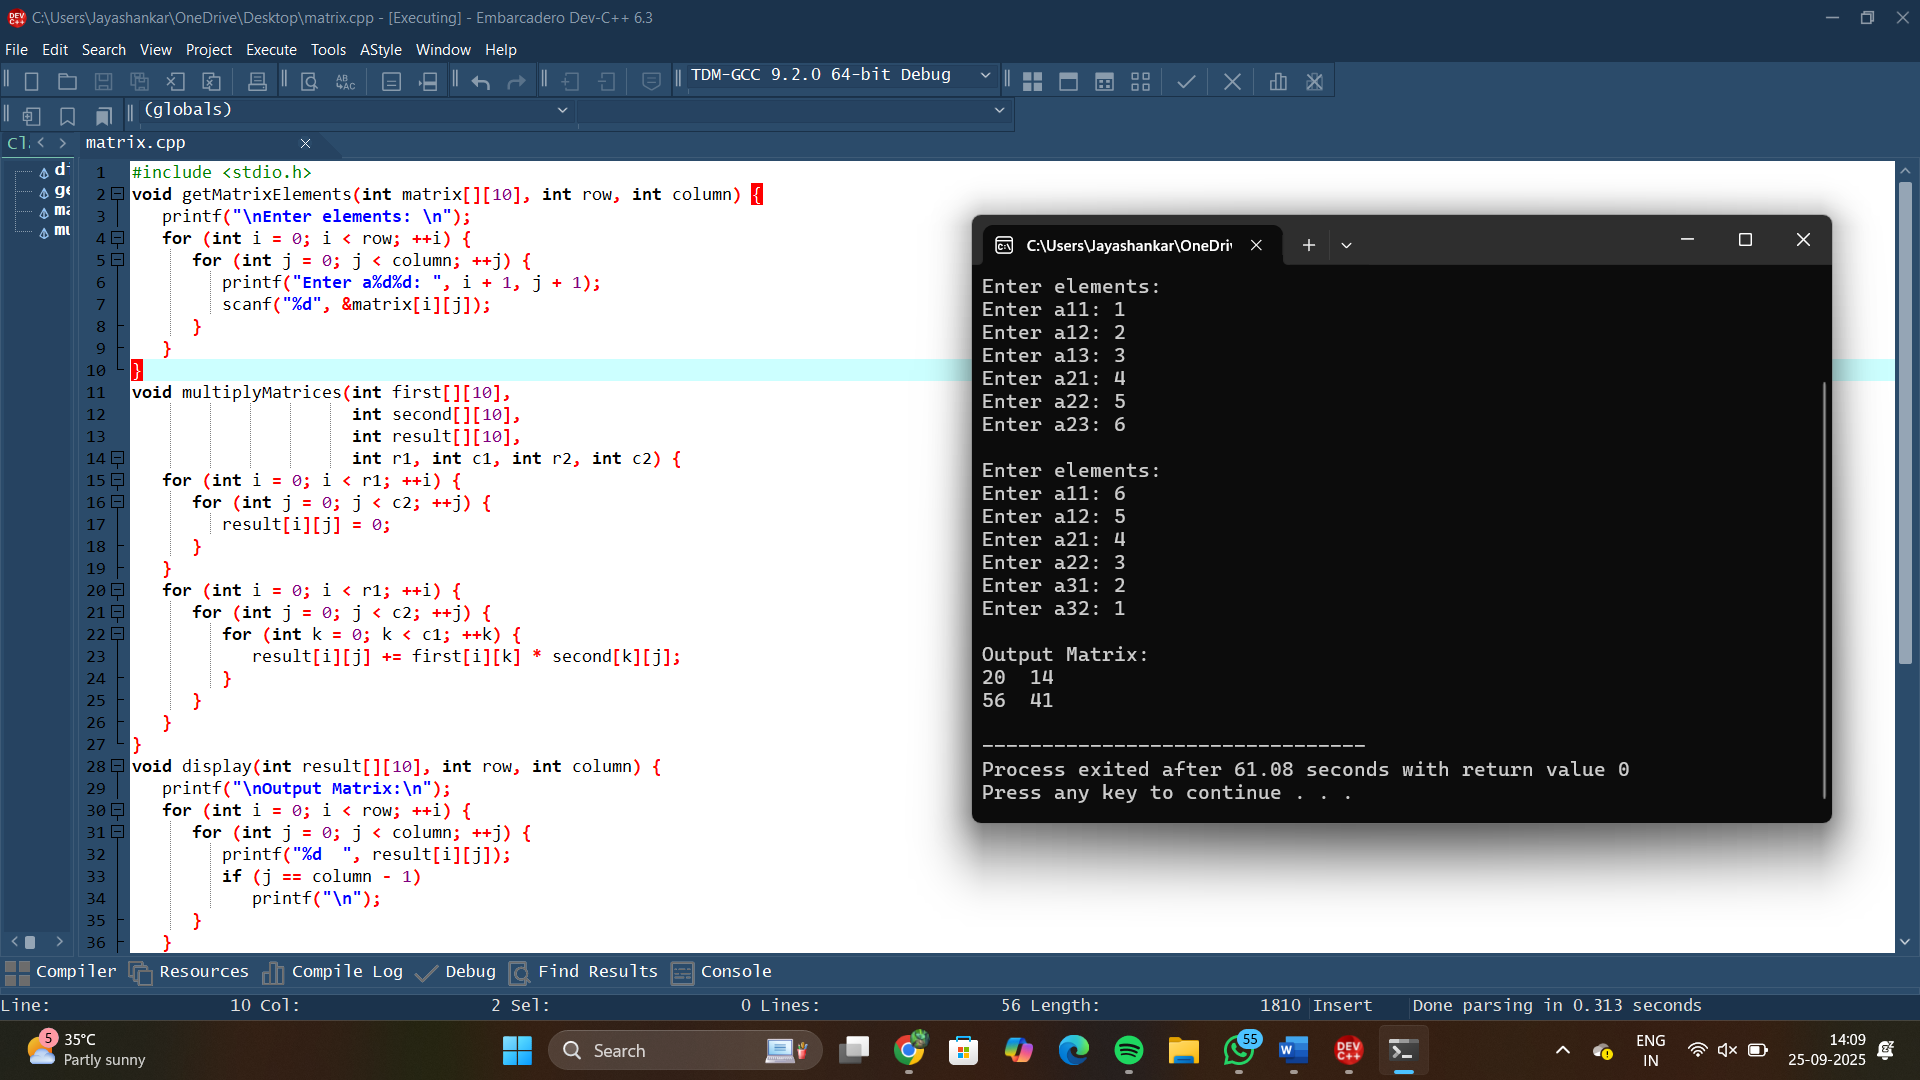 C:\Users\Jayashankar\OneDrive\Desktop\matrix.cpp - [Executing] - Embarcadero Dev-C++ 6.3
File Edit Search View Project Execute Tools AStyle Window Help
TDM-GCC 9.2.0 64-bit Debug
(globals)
matrix.cpp
1 #include <stdio.h>
2 void getMatrixElements(int matrix[][10], int row, int column) {
3 printf("\nEnter elements: \n");
4 for (int i = 0; i < row; ++i) {
5 for (int j = 0; j < column; ++j) {
6 printf("Enter a%d%d: ", i + 1, j + 1);
7 scanf("%d", &matrix[i][j]);
8 }
9 }
10 }
11 void multiplyMatrices(int first[][10],
12 int second[][10],
13 int result[][10],
14 int r1, int c1, int r2, int c2) {
15 for (int i = 0; i < r1; ++i) {
16 for (int j = 0; j < c2; ++j) {
17 result[i][j] = 0;
18 }
19 }
20 for (int i = 0; i < r1; ++i) {
21 for (int j = 0; j < c2; ++j) {
22 for (int k = 0; k < c1; ++k) {
23 result[i][j] += first[i][k] * second[k][j];
24 }
25 }
26 }
27 }
28 void display(int result[][10], int row, int column) {
29 printf("\nOutput Matrix:\n");
30 for (int i = 0; i < row; ++i) {
31 for (int j = 0; j < column; ++j) {
32 printf("%d  ", result[i][j]);
33 if (j == column - 1)
34 printf("\n");
35 }
36 }
C:\Users\Jayashankar\OneDri
Enter elements:
Enter a11: 1
Enter a12: 2
Enter a13: 3
Enter a21: 4
Enter a22: 5
Enter a23: 6
Enter elements:
Enter a11: 6
Enter a12: 5
Enter a21: 4
Enter a22: 3
Enter a31: 2
Enter a32: 1
Output Matrix:
20  14
56  41
--------------------------------
Process exited after 61.08 seconds with return value 0
Press any key to continue . . .
Compiler Resources Compile Log Debug Find Results Console
Line: 10 Col: 2 Sel: 0 Lines: 56 Length: 1810 Insert Done parsing in 0.313 seconds
5
35°C
Partly sunny
Search
55
DEV C++
ENG
IN
14:09
25-09-2025